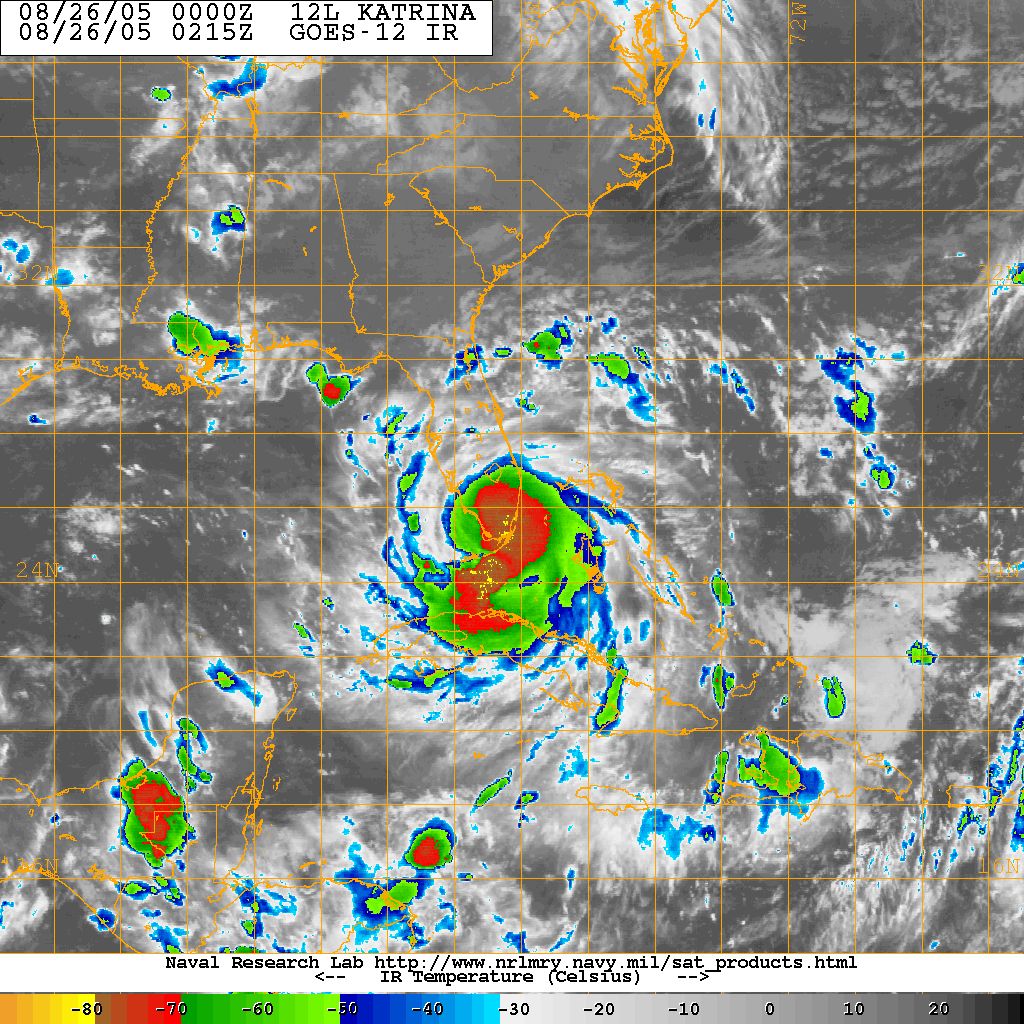 08/26/05 0000Z 12L KATRINA
08/26/05 0215Z GOES-12 IR
72W
32N 32N
24N 24N
16N 16N
Naval Research Lab http://www.nrlmry.navy.mil/sat_products.html
<-- IR Temperature (Celsius) -->
-80 -70 -60 -50 -40 -30 -20 -10 0 10 20